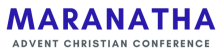 MARANATHA
ADVENT CHRISTIAN CONFERENCE